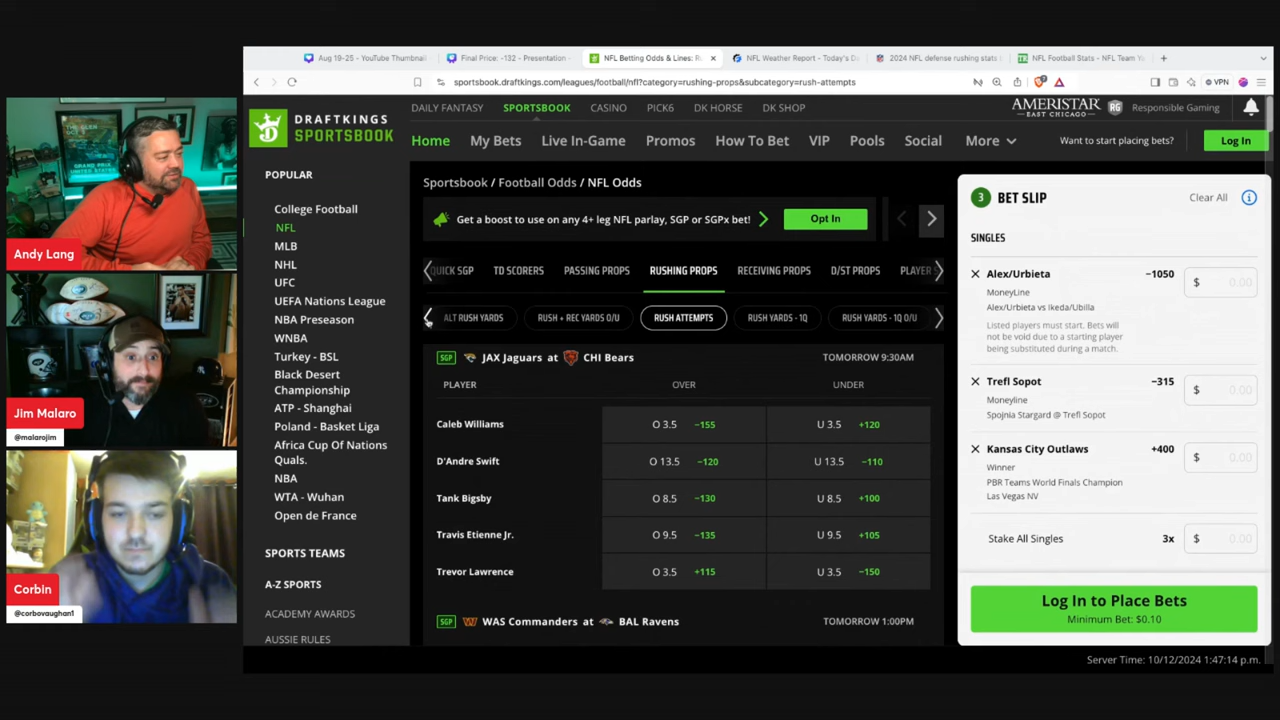 Aug 19-25 - YouTube Thumbnail
Final Price: -132 - Presentation
NFL Betting Odds & Lines: R
NFL Weather Report - Today's D
2024 NFL defense rushing stats
NFL Football Stats - NFL Team
sportsbook.draftkings.com/leagues/football/nfl?category=rushing-props&subcategory=rush-attempts
VPN
DRAFTKINGS
SPORTSBOOK
DAILY FANTASY
SPORTSBOOK
CASINO
PICK6
DK HORSE
DK SHOP
AMERISTAR
EAST CHICAGO
RG
Responsible Gaming
Home
My Bets
Live In-Game
Promos
How To Bet
VIP
Pools
Social
More
Want to start placing bets?
Log In
POPULAR
College Football
NFL
MLB
NHL
UFC
UEFA Nations League
NBA Preseason
WNBA
Turkey - BSL
Black Desert
Championship
ATP - Shanghai
Poland - Basket Liga
Africa Cup Of Nations
Quals.
NBA
WTA - Wuhan
Open de France
SPORTS TEAMS
A-Z SPORTS
ACADEMY AWARDS
AUSSIE RULES
Sportsbook / Football Odds / NFL Odds
Get a boost to use on any 4+ leg NFL parlay, SGP or SGPx bet!
Opt In
QUICK SGP
TD SCORERS
PASSING PROPS
RUSHING PROPS
RECEIVING PROPS
D/ST PROPS
PLAYER
ALT RUSH YARDS
RUSH + REC YARDS O/U
RUSH ATTEMPTS
RUSH YARDS - 1Q
RUSH YARDS - 1Q O/U
SGP JAX Jaguars at CHI Bears TOMORROW 9:30AM
PLAYER OVER UNDER
Caleb Williams O 3.5 −155 U 3.5 +120
D'Andre Swift O 13.5 −120 U 13.5 −110
Tank Bigsby O 8.5 −130 U 8.5 +100
Travis Etienne Jr. O 9.5 −135 U 9.5 +105
Trevor Lawrence O 3.5 +115 U 3.5 −150
SGP WAS Commanders at BAL Ravens TOMORROW 1:00PM
3 BET SLIP Clear All
SINGLES
Alex/Urbieta −1050 $ 0.00
MoneyLine
Alex/Urbieta vs Ikeda/Ubilla
Listed players must start. Bets will
not be void due to a starting player
being substituted during a match.
Trefl Sopot −315 $ 0.00
Moneyline
Spojnia Stargard @ Trefl Sopot
Kansas City Outlaws +400 $ 0.00
Winner
PBR Teams World Finals Champion
Las Vegas NV
Stake All Singles 3x $ 0.00
Log In to Place Bets
Minimum Bet: $0.10
Server Time: 10/12/2024 1:47:14 p.m.
Andy Lang
Jim Malaro
@malarojim
Corbin
@corbovaughan1